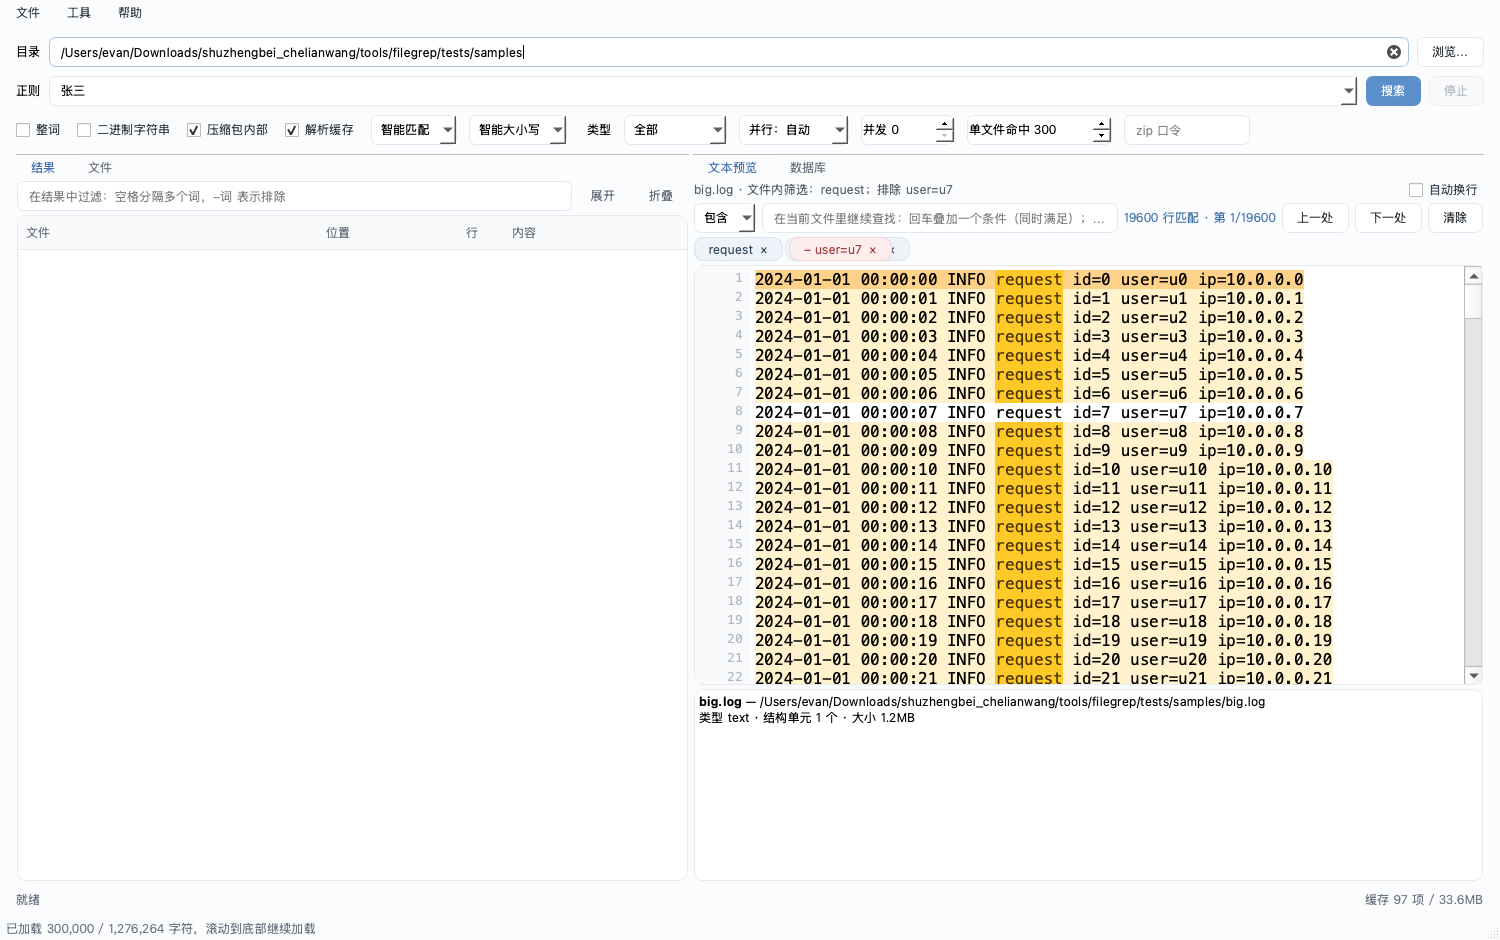 文件 工具 帮助
目录 /Users/evan/Downloads/shuzhengbei_chelianwang/tools/filegrep/tests/samples 浏览...
正则 张三 搜索 停止
整词 二进制字符串 压缩包内部 解析缓存 智能匹配 智能大小写 类型 全部 并行：自动 并发 0 单文件命中 300 zip 口令
结果 文件
在结果中过滤：空格分隔多个词，-词 表示排除 展开 折叠
文件 位置 行 内容
文本预览 数据库
big.log · 文件内筛选：request；排除 user=u7 自动换行
包含 在当前文件里继续查找：回车叠加一个条件（同时满足）；... 19600 行匹配 · 第 1/19600 上一处 下一处 清除
request × – user=u7 ×
1 2024-01-01 00:00:00 INFO request id=0 user=u0 ip=10.0.0.0
2 2024-01-01 00:00:01 INFO request id=1 user=u1 ip=10.0.0.1
3 2024-01-01 00:00:02 INFO request id=2 user=u2 ip=10.0.0.2
4 2024-01-01 00:00:03 INFO request id=3 user=u3 ip=10.0.0.3
5 2024-01-01 00:00:04 INFO request id=4 user=u4 ip=10.0.0.4
6 2024-01-01 00:00:05 INFO request id=5 user=u5 ip=10.0.0.5
7 2024-01-01 00:00:06 INFO request id=6 user=u6 ip=10.0.0.6
8 2024-01-01 00:00:07 INFO request id=7 user=u7 ip=10.0.0.7
9 2024-01-01 00:00:08 INFO request id=8 user=u8 ip=10.0.0.8
10 2024-01-01 00:00:09 INFO request id=9 user=u9 ip=10.0.0.9
11 2024-01-01 00:00:10 INFO request id=10 user=u10 ip=10.0.0.10
12 2024-01-01 00:00:11 INFO request id=11 user=u11 ip=10.0.0.11
13 2024-01-01 00:00:12 INFO request id=12 user=u12 ip=10.0.0.12
14 2024-01-01 00:00:13 INFO request id=13 user=u13 ip=10.0.0.13
15 2024-01-01 00:00:14 INFO request id=14 user=u14 ip=10.0.0.14
16 2024-01-01 00:00:15 INFO request id=15 user=u15 ip=10.0.0.15
17 2024-01-01 00:00:16 INFO request id=16 user=u16 ip=10.0.0.16
18 2024-01-01 00:00:17 INFO request id=17 user=u17 ip=10.0.0.17
19 2024-01-01 00:00:18 INFO request id=18 user=u18 ip=10.0.0.18
20 2024-01-01 00:00:19 INFO request id=19 user=u19 ip=10.0.0.19
21 2024-01-01 00:00:20 INFO request id=20 user=u20 ip=10.0.0.20
22 2024-01-01 00:00:21 INFO request id=21 user=u21 ip=10.0.0.21
big.log — /Users/evan/Downloads/shuzhengbei_chelianwang/tools/filegrep/tests/samples/big.log
类型 text · 结构单元 1 个 · 大小 1.2MB
就绪 缓存 97 项 / 33.6MB
已加载 300,000 / 1,276,264 字符，滚动到底部继续加载